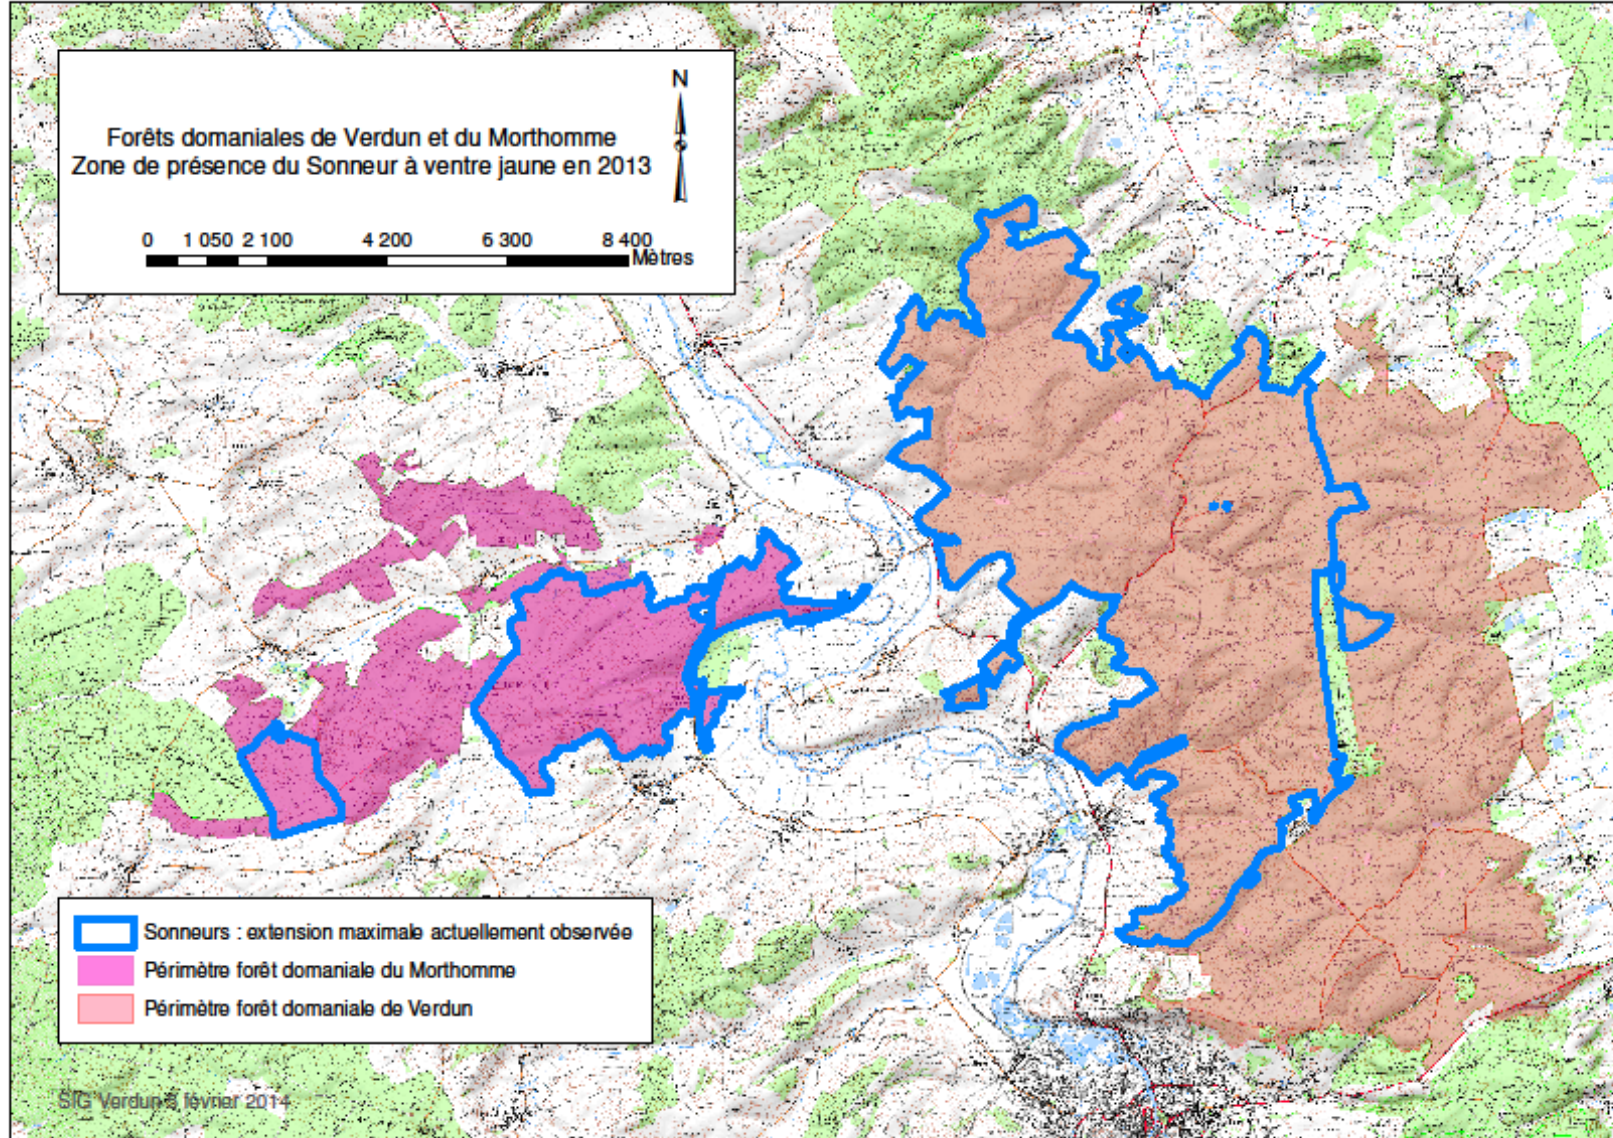 N
Forêts domaniales de Verdun et du Morthomme
Zone de présence du Sonneur à ventre jaune en 2013
0 1 050 2 100 4 200 6 300 8 400
Mètres
Sonneurs : extension maximale actuellement observée
Périmètre forêt domaniale du Morthomme
Périmètre forêt domaniale de Verdun
SIG Verdun 3 février 2014